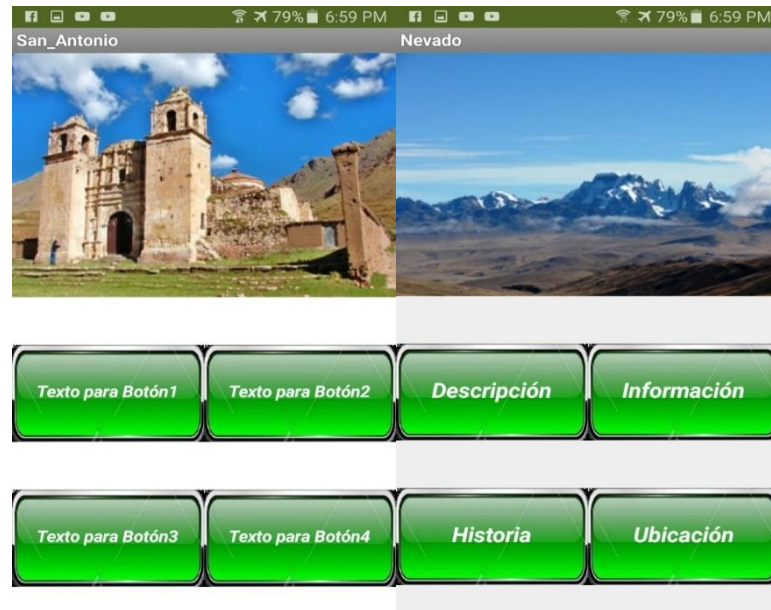 79% 6:59 PM
San_Antonio
Texto para Botón1
Texto para Botón2
Texto para Botón3
Texto para Botón4
79% 6:59 PM
Nevado
Descripción
Información
Historia
Ubicación